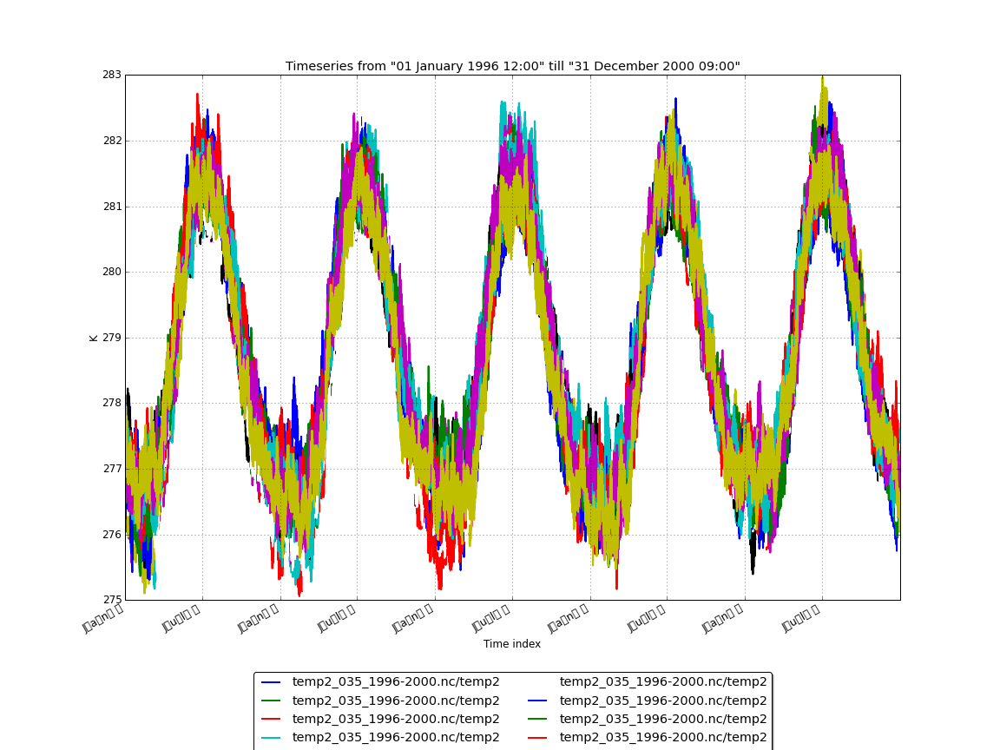 Timeseries from "01 January 1996 12:00" till "31 December 2000 09:00"
283
282
281
280
K
279
278
277
276
275
Time index
temp2_035_1996-2000.nc/temp2 temp2_035_1996-2000.nc/temp2
temp2_035_1996-2000.nc/temp2 temp2_035_1996-2000.nc/temp2
temp2_035_1996-2000.nc/temp2 temp2_035_1996-2000.nc/temp2
temp2_035_1996-2000.nc/temp2 temp2_035_1996-2000.nc/temp2